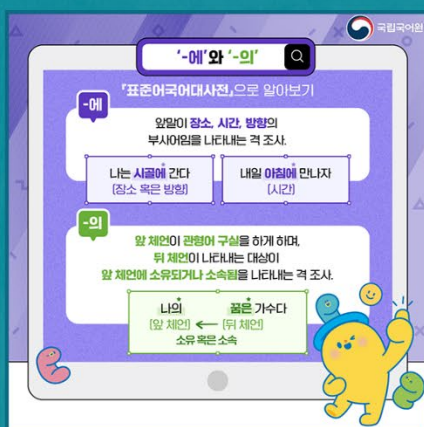 국립국어원
'-에'와 '-의'
『표준어국어대사전』으로 알아보기
-에
앞말이 장소, 시간, 방향의
부사어임을 나타내는 격 조사.
나는 시골에 간다
(장소 혹은 방향)
내일 아침에 만나자
(시간)
-의
앞 체언이 관형어 구실을 하게 하며,
뒤 체언이 나타내는 대상이
앞 체언에 소유되거나 소속됨을 나타내는 격 조사.
나의 꿈은 가수다
(앞 체언) ← (뒤 체언)
소유 혹은 소속